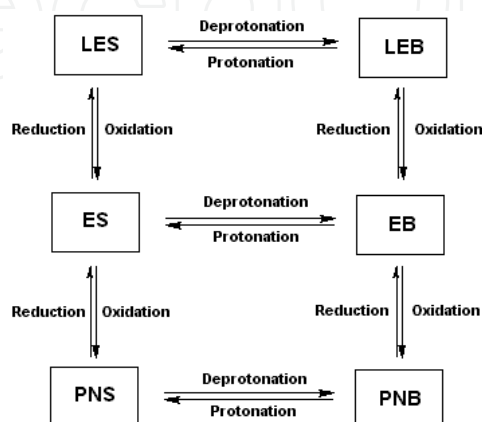 Deprotonation
LES LEB
Protonation
Reduction Oxidation Reduction Oxidation
Deprotonation
ES EB
Protonation
Reduction Oxidation Reduction Oxidation
Deprotonation
PNS PNB
Protonation